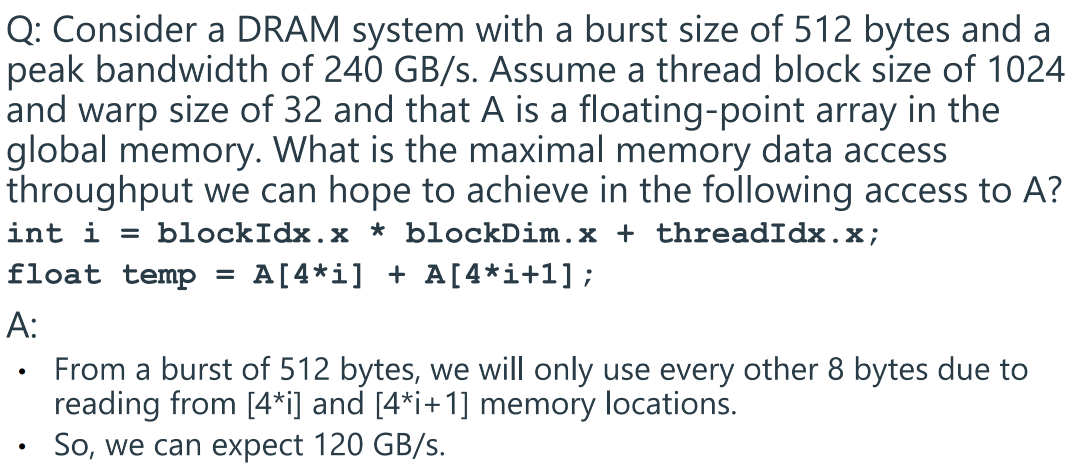 Q: Consider a DRAM system with a burst size of 512 bytes and a
peak bandwidth of 240 GB/s. Assume a thread block size of 1024
and warp size of 32 and that A is a floating-point array in the
global memory. What is the maximal memory data access
throughput we can hope to achieve in the following access to A?
int i = blockIdx.x * blockDim.x + threadIdx.x;
float temp = A[4*i] + A[4*i+1];
A:
• From a burst of 512 bytes, we will only use every other 8 bytes due to
reading from [4*i] and [4*i+1] memory locations.
• So, we can expect 120 GB/s.